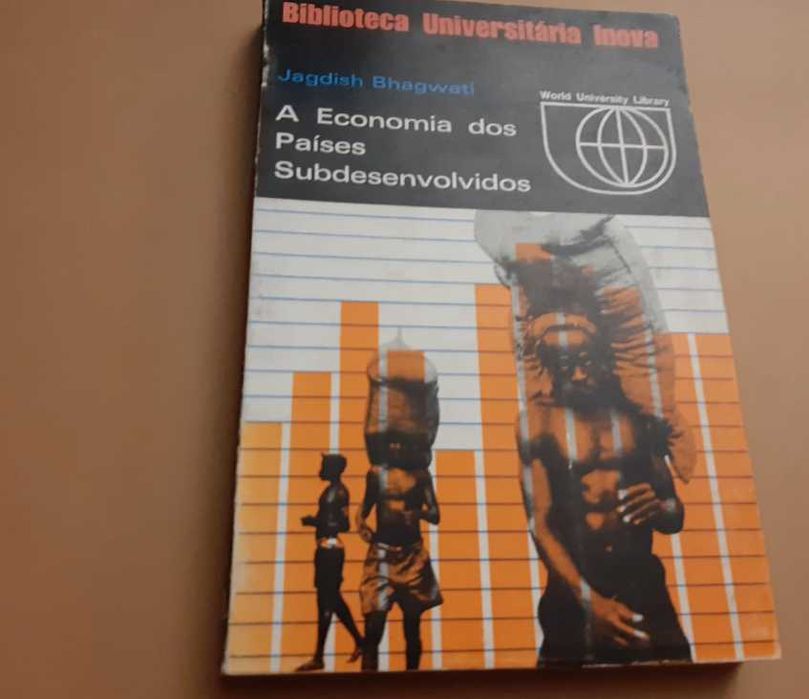 Biblioteca Universitária Inova
Jagdish Bhagwati
World University Library
A Economia dos
Países
Subdesenvolvidos